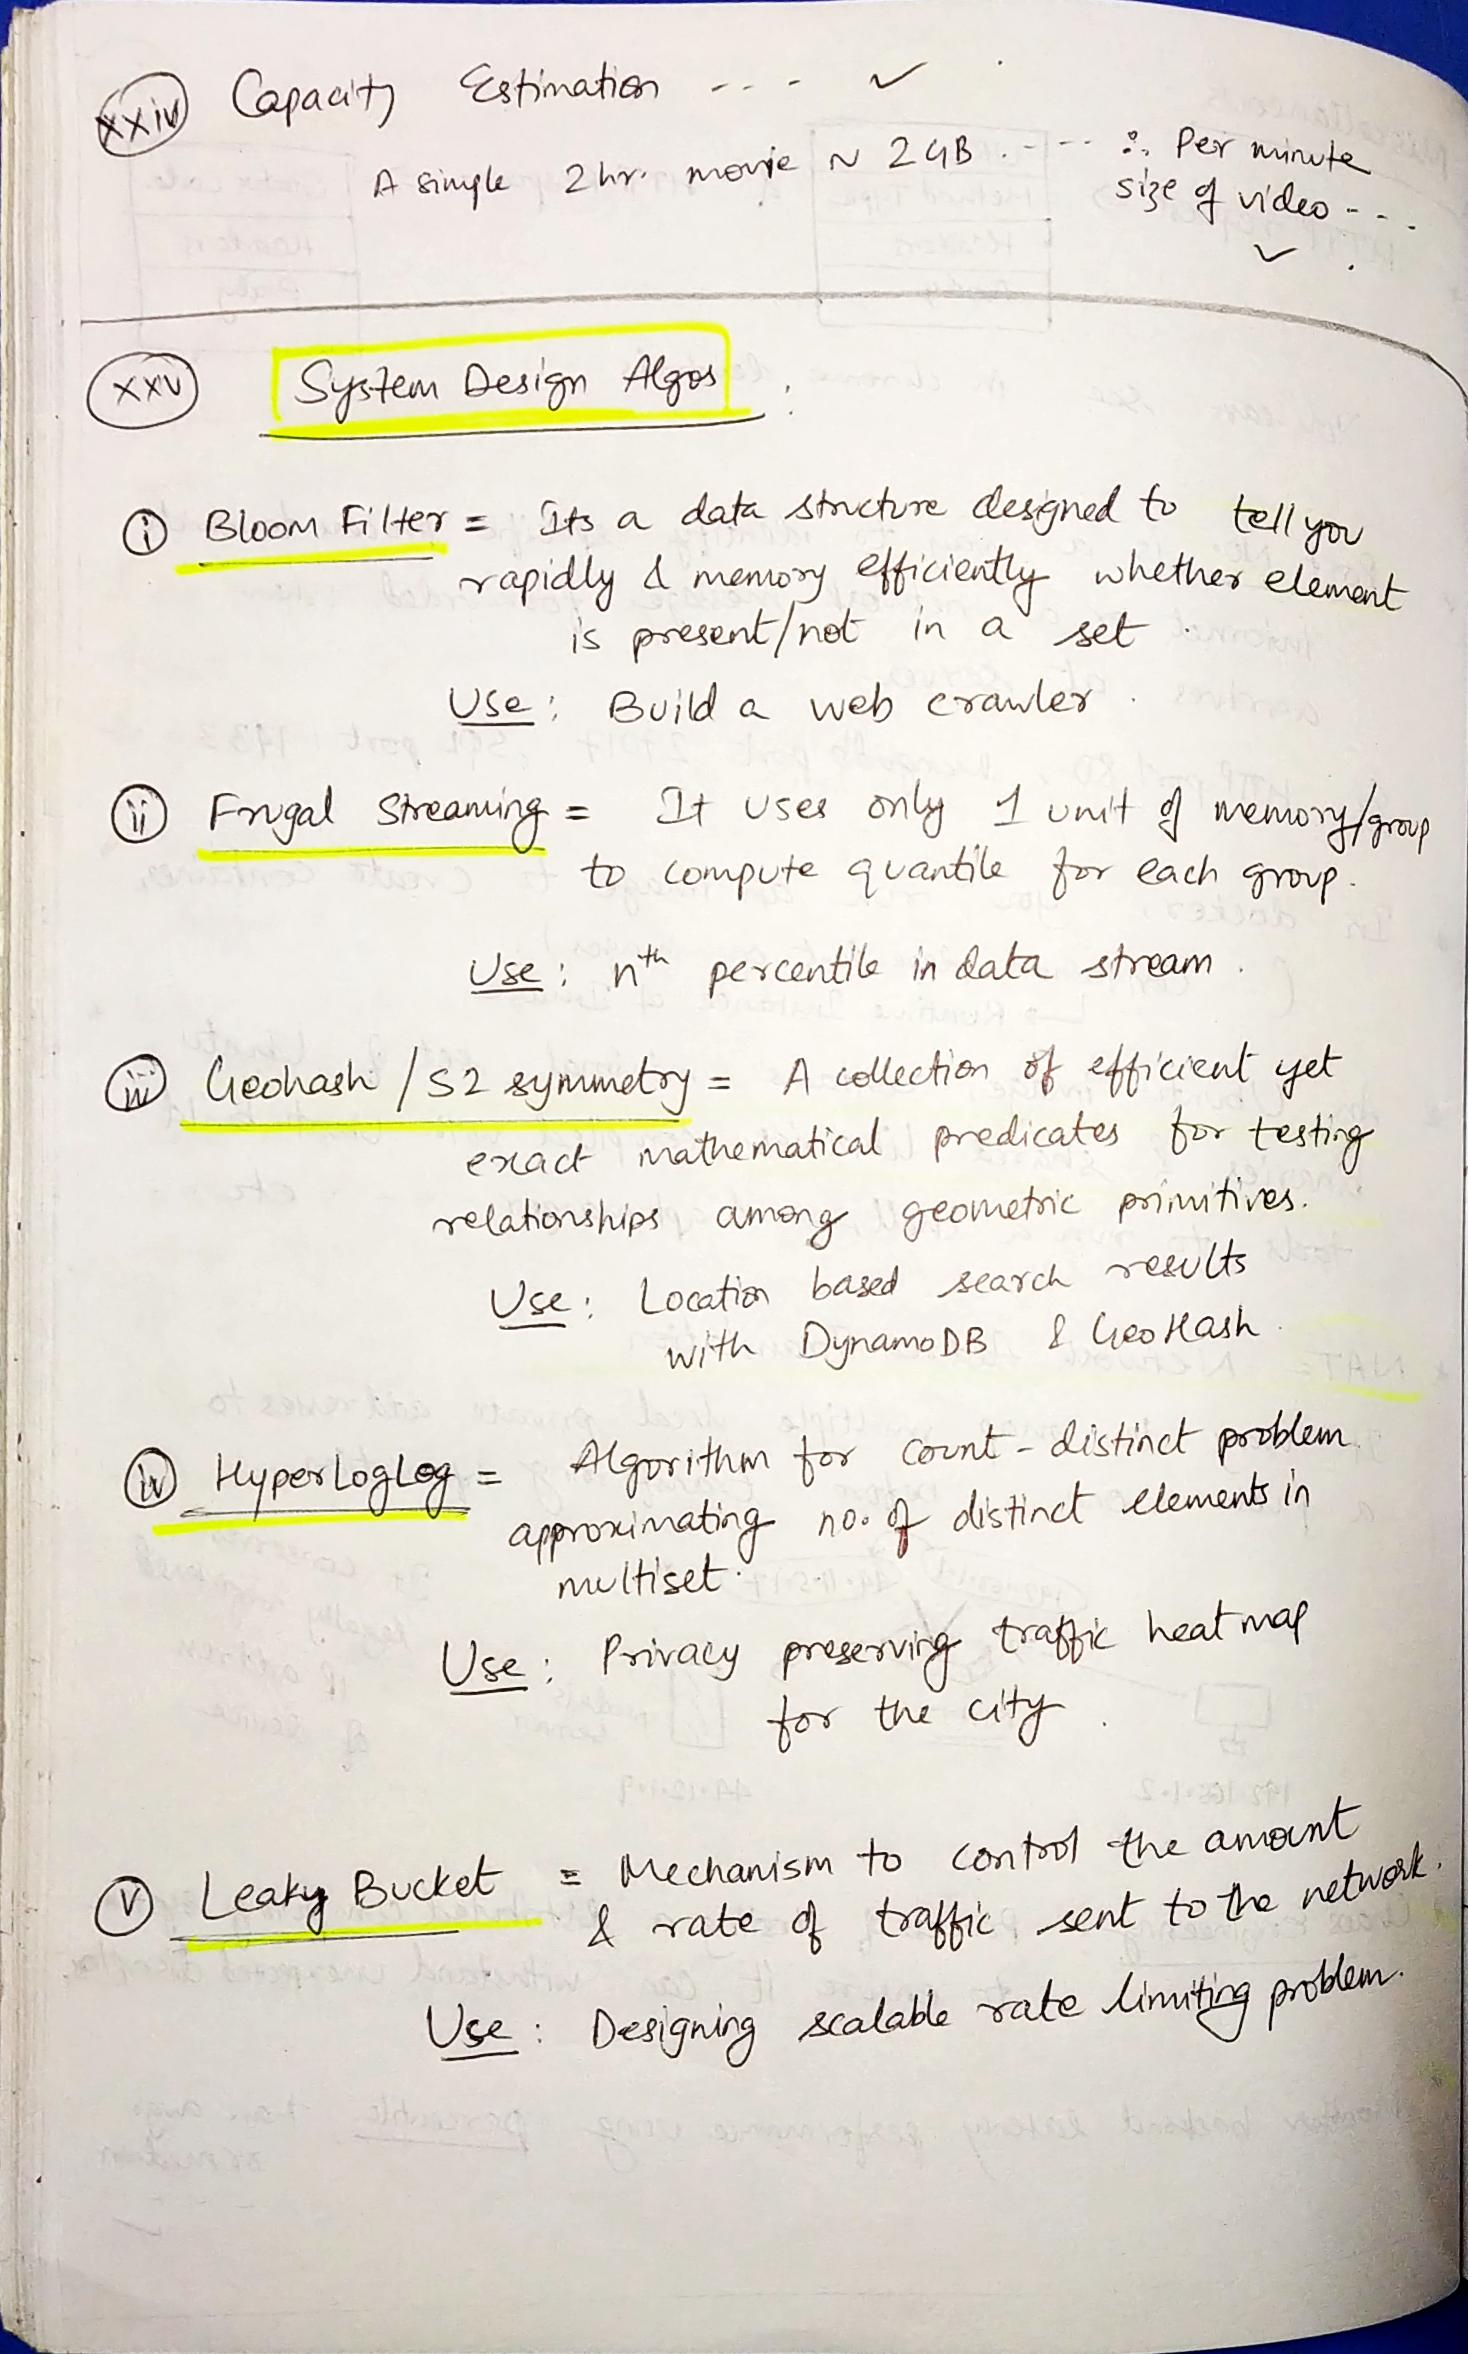 xxiv Capacity Estimation ---- ✓
A simple 2 hr. movie ~ 2 GB . - --- ∴ Per minute
size of video - - .
✓ .
xxv System Design Algos :
i Bloom Filter = Its a data structure designed to tell you
rapidly & memory efficiently whether element
is present/not in a set .
Use : Build a web crawler .
ii Frugal Streaming = It uses only 1 unit of memory/group
to compute quantile for each group.
Use : nth percentile in data stream .
iii Geohash / S2 symmetry = A collection of efficient yet
exact mathematical predicates for testing
relationships among geometric primitives.
Use : Location based search results
with DynamoDB & GeoHash .
iv HyperLogLog = Algorithm for count - distinct problem
approximating no. of distinct elements in
multiset .
Use : Privacy preserving traffic heat map
for the city .
v Leaky Bucket = Mechanism to control the amount
& rate of traffic sent to the network.
Use : Designing scalable rate limiting problem.